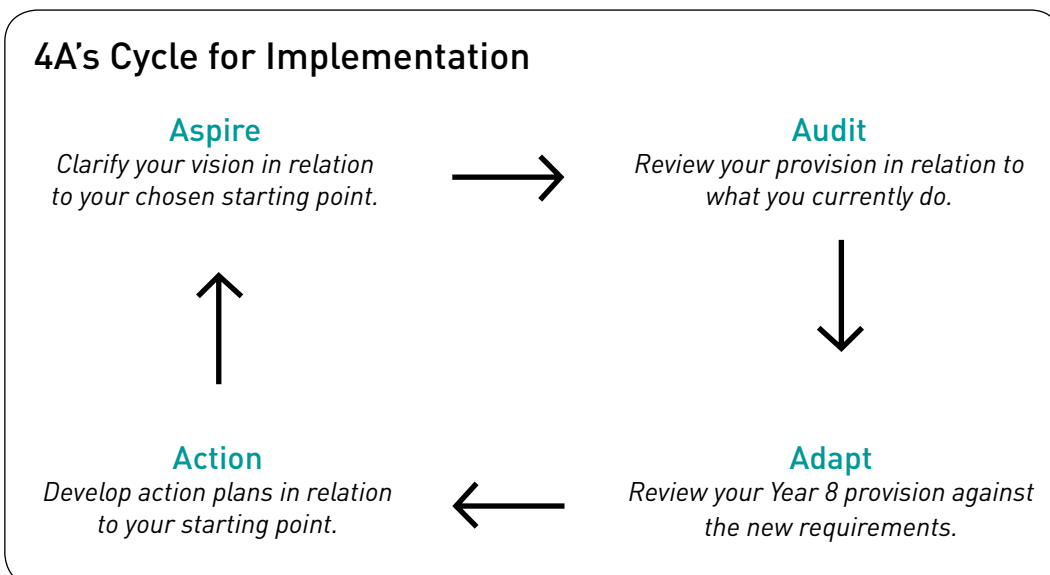 4A's Cycle for Implementation
Aspire
Clarify your vision in relation
to your chosen starting point.
Audit
Review your provision in relation to
what you currently do.
Action
Develop action plans in relation
to your starting point.
Adapt
Review your Year 8 provision against
the new requirements.